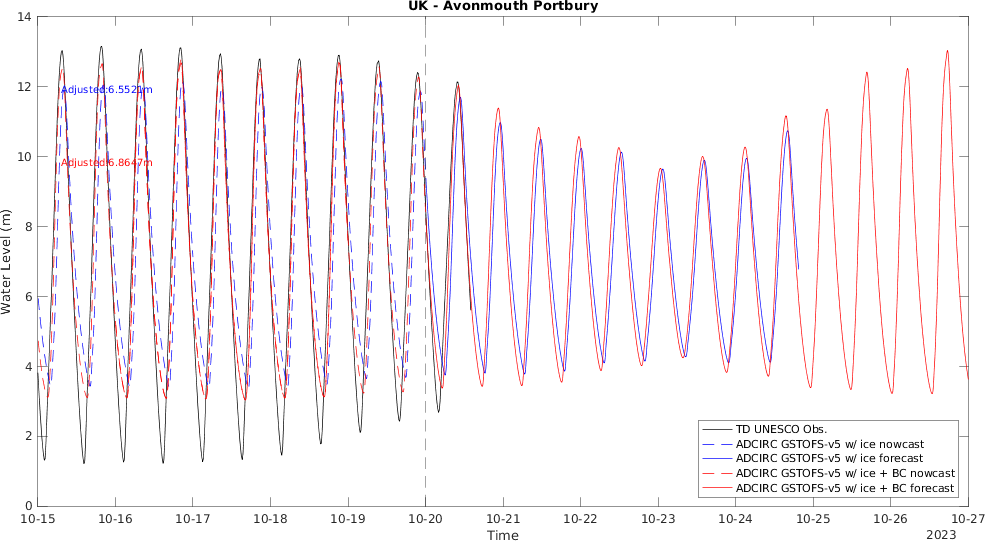 UK - Avonmouth Portbury
14
12
10
8
6
4
2
0
Water Level (m)
Adjusted:6.5521m
Adjusted:6.8647m
TD UNESCO Obs.
ADCIRC GSTOFS-v5 w/ ice nowcast
ADCIRC GSTOFS-v5 w/ ice forecast
ADCIRC GSTOFS-v5 w/ ice + BC nowcast
ADCIRC GSTOFS-v5 w/ ice + BC forecast
10-15 10-16 10-17 10-18 10-19 10-20 10-21 10-22 10-23 10-24 10-25 10-26 10-27
Time
2023